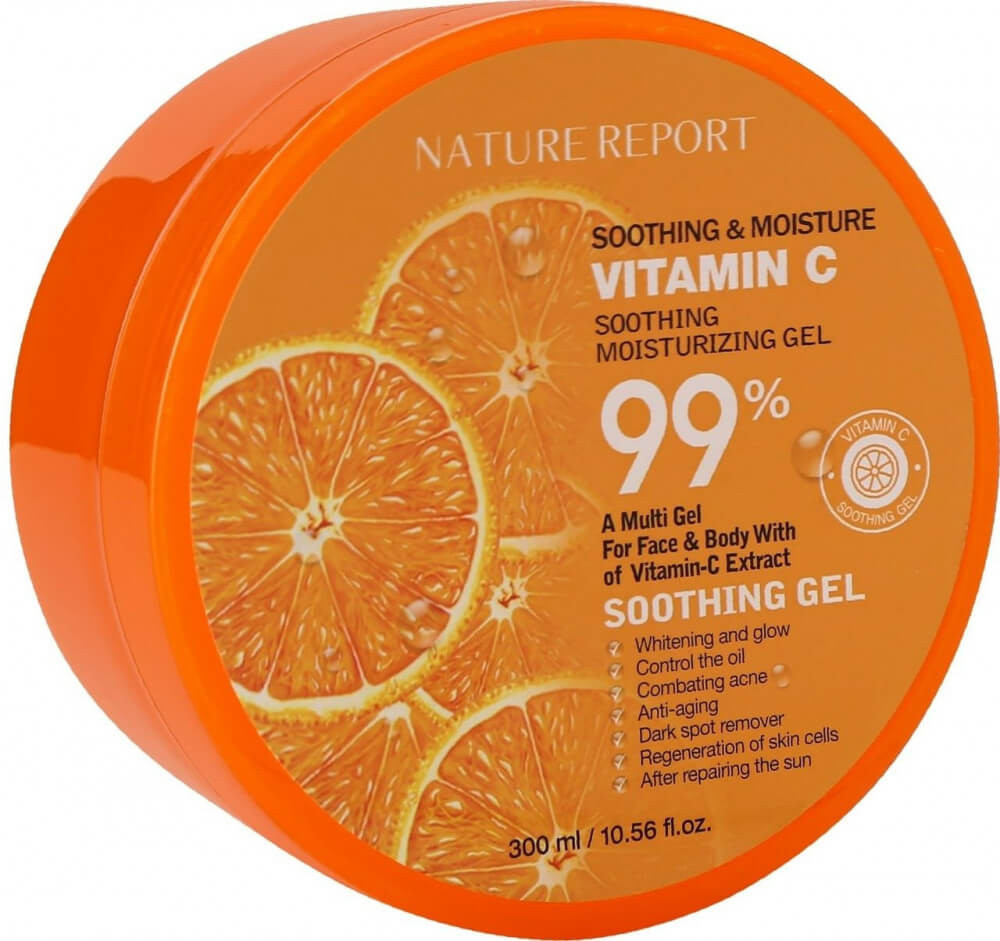 NATURE REPORT
SOOTHING & MOISTURE
VITAMIN C
SOOTHING
MOISTURIZING GEL
99%
VITAMIN C
SOOTHING GEL
A Multi Gel
For Face & Body With
of Vitamin-C Extract
SOOTHING GEL
Whitening and glow
Control the oil
Combating acne
Anti-aging
Dark spot remover
Regeneration of skin cells
After repairing the sun
300 ml / 10.56 fl.oz.